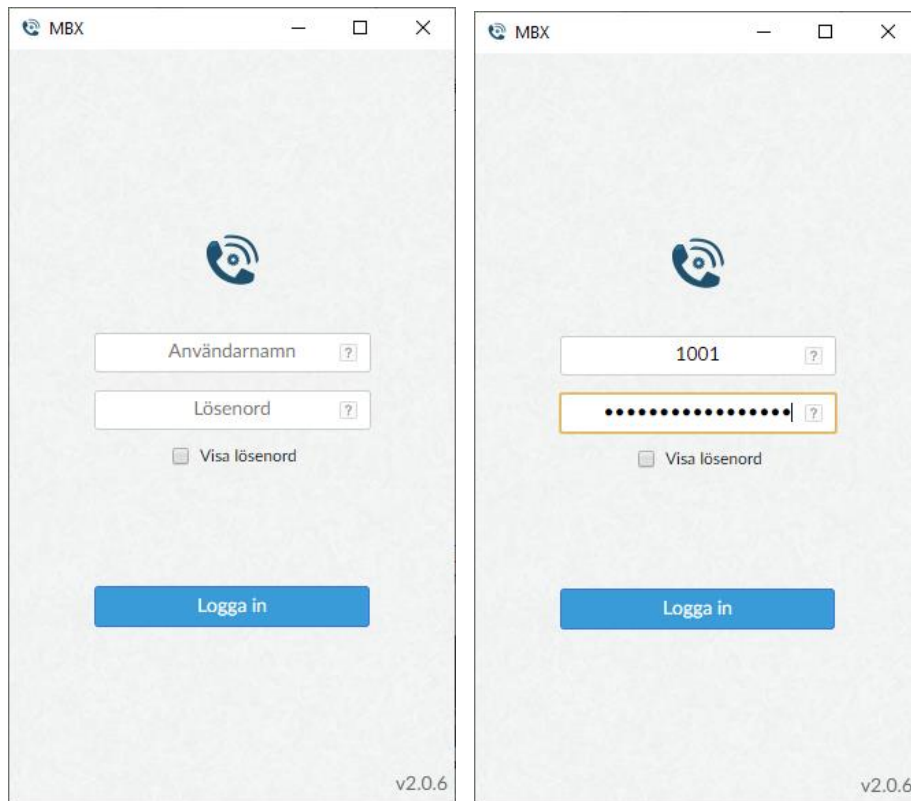 MBX
Användarnamn
?
Lösenord
?
Visa lösenord
Logga in
v2.0.6
MBX
1001
?
•••••••••••••••••
?
Visa lösenord
Logga in
v2.0.6